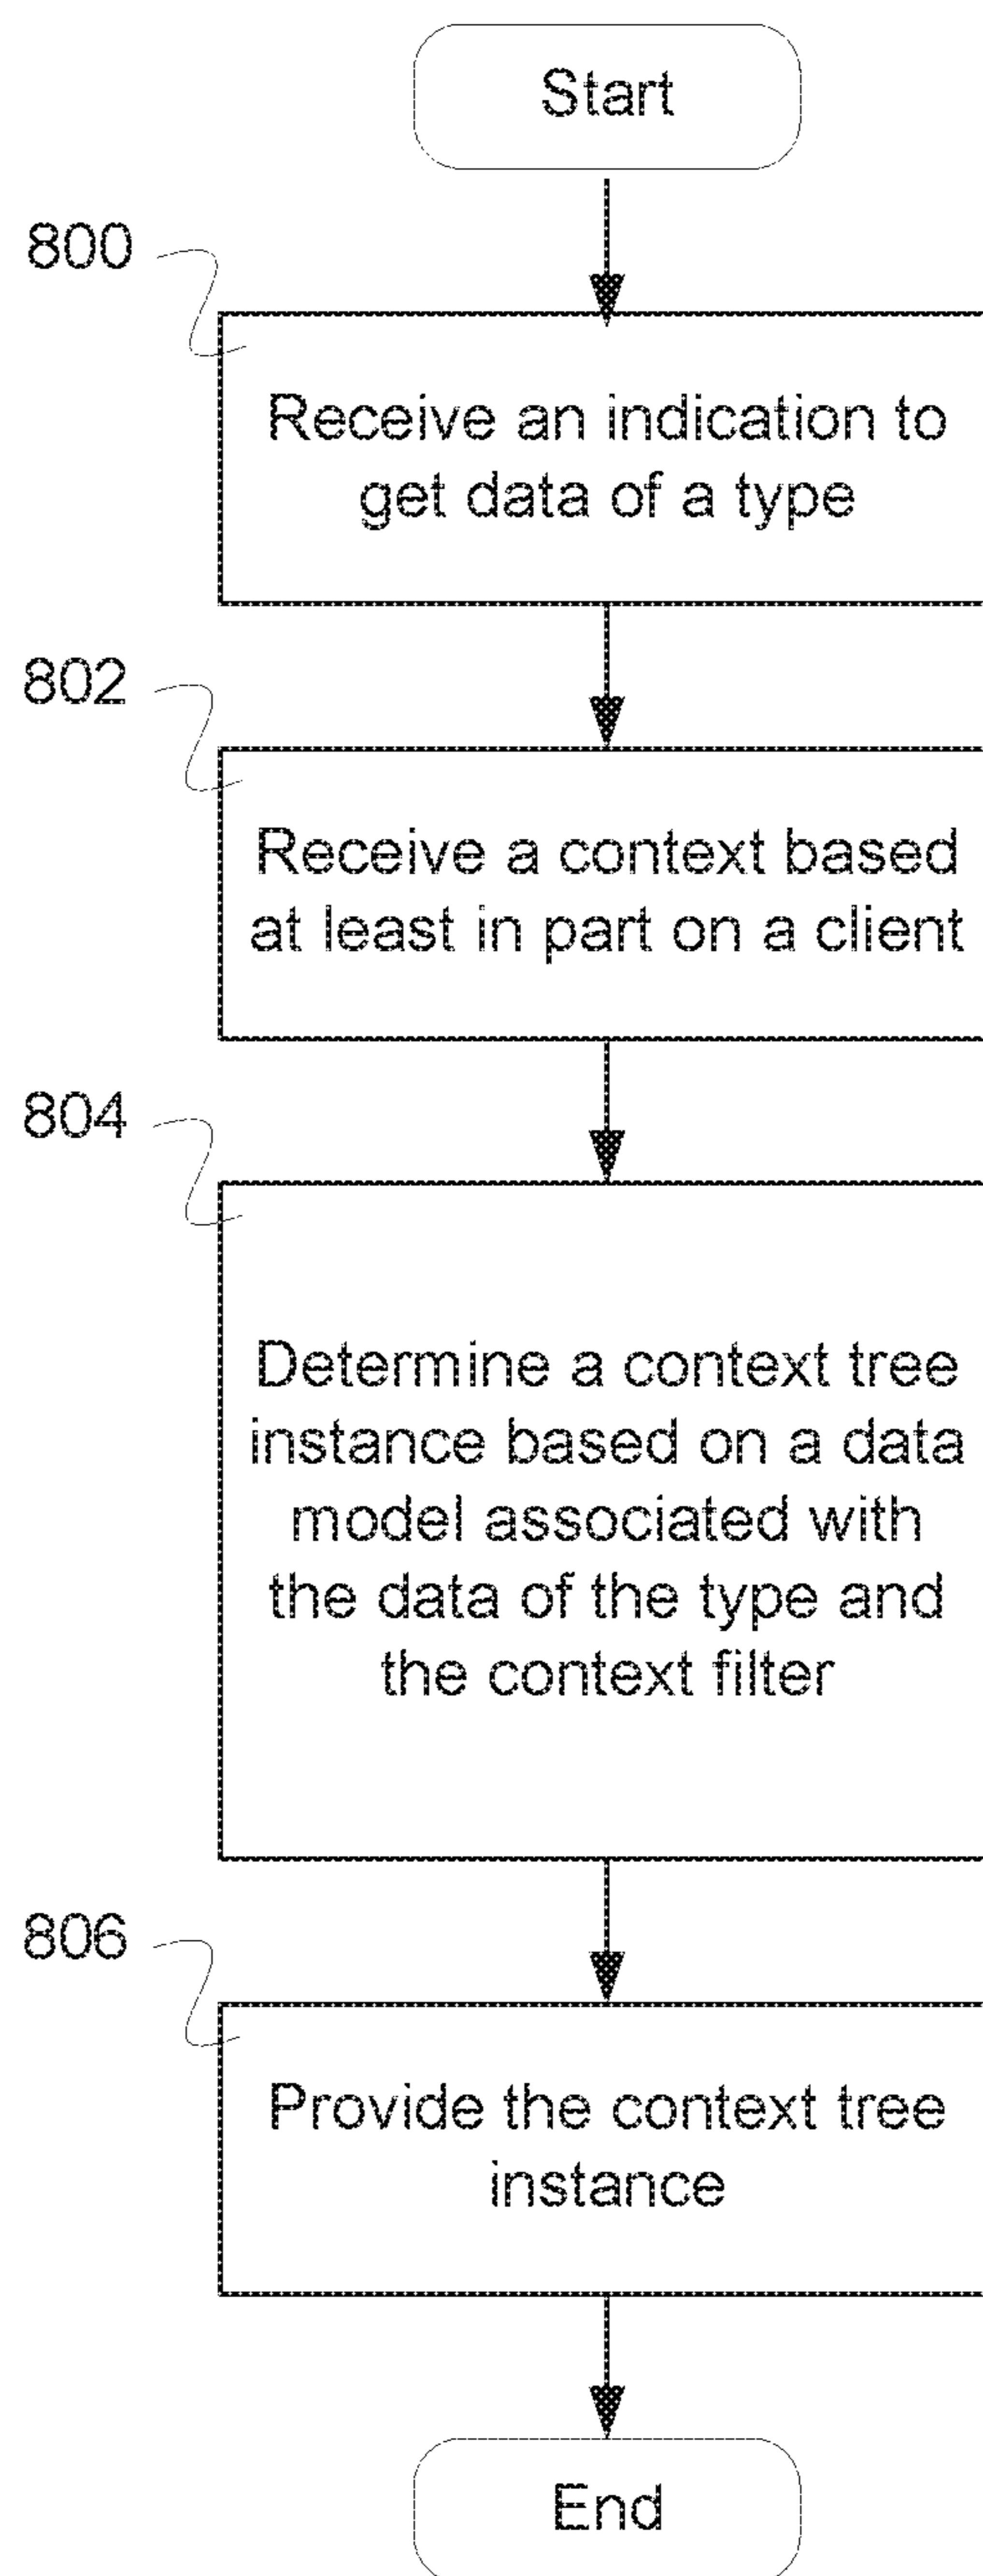 Start
800
Receive an indication to
get data of a type
802
Receive a context based
at least in part on a client
804
Determine a context tree
instance based on a data
model associated with
the data of the type and
the context filter
806
Provide the context tree
instance
End